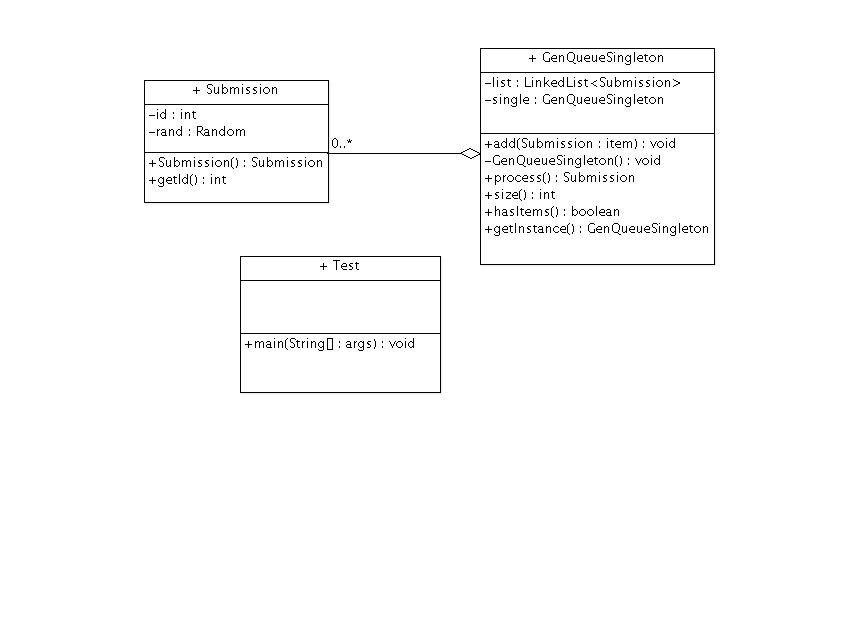 + Submission
-id : int
-rand : Random
+Submission() : Submission
+getId() : int
0..*
+ GenQueueSingleton
-list : LinkedList<Submission>
-single : GenQueueSingleton
+add(Submission : item) : void
-GenQueueSingleton() : void
+process() : Submission
+size() : int
+hasItems() : boolean
+getInstance() : GenQueueSingleton
+ Test
+main(String[] : args) : void